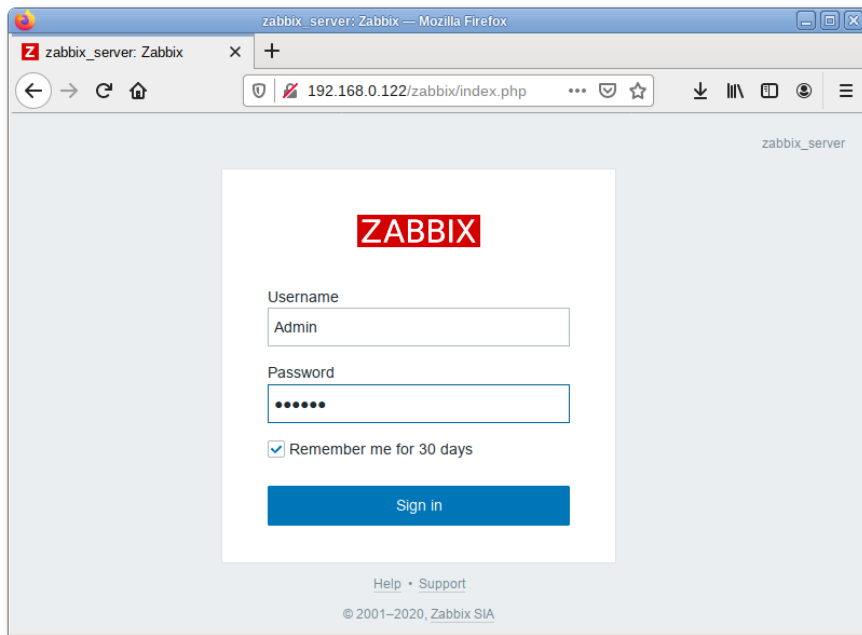 zabbix_server: Zabbix — Mozilla Firefox
Z zabbix_server: Zabbix
192.168.0.122/zabbix/index.php
zabbix_server
ZABBIX
Username
Admin
Password
••••••
Remember me for 30 days
Sign in
Help • Support
© 2001–2020, Zabbix SIA